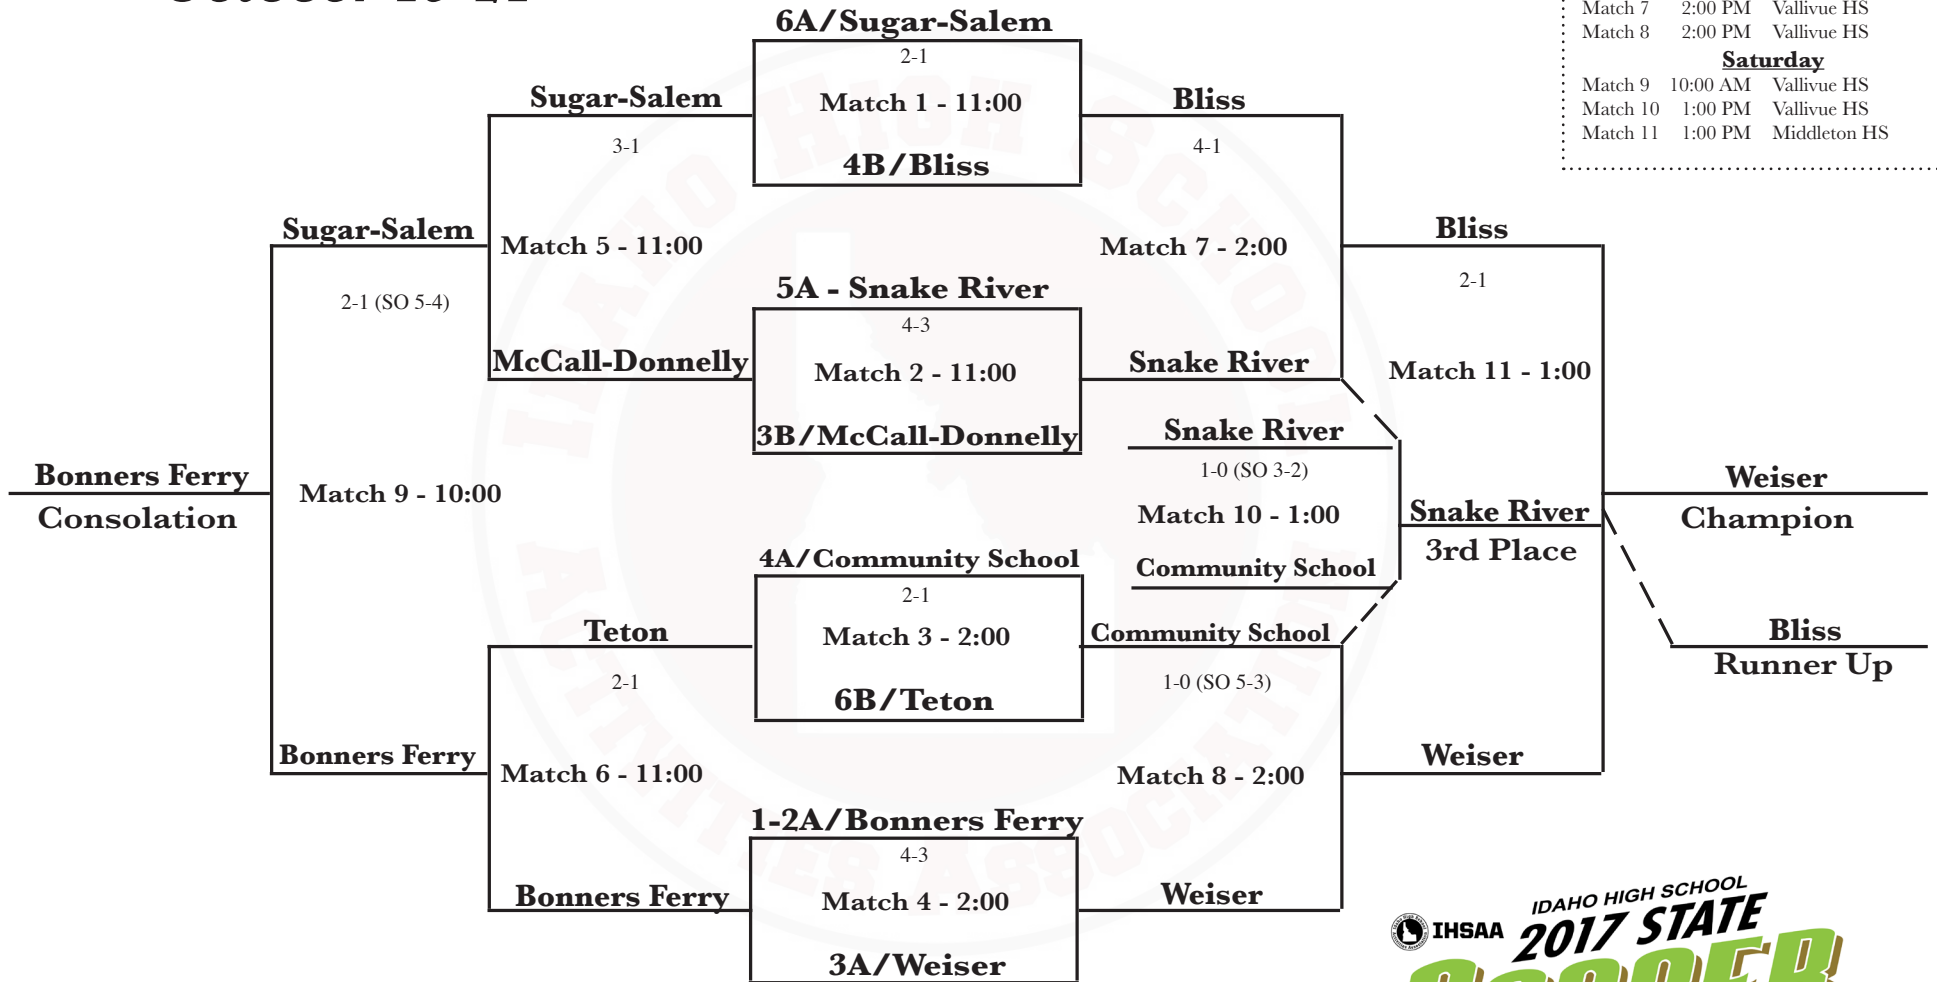 Match 7 2:00 PM Vallivue HS
Match 8 2:00 PM Vallivue HS
Saturday
Match 9 10:00 AM Vallivue HS
Match 10 1:00 PM Vallivue HS
Match 11 1:00 PM Middleton HS
6A/Sugar-Salem
2-1
Match 1 - 11:00
4B/Bliss
Sugar-Salem
3-1
Match 5 - 11:00
McCall-Donnelly
5A - Snake River
4-3
Match 2 - 11:00
3B/McCall-Donnelly
Bliss
4-1
Match 7 - 2:00
Snake River
Sugar-Salem
2-1 (SO 5-4)
Match 9 - 10:00
Bonners Ferry
Bonners Ferry
Consolation
Bliss
2-1
Match 11 - 1:00
Weiser
Snake River
1-0 (SO 3-2)
Match 10 - 1:00
Community School
Snake River
3rd Place
Weiser
Champion
Bliss
Runner Up
4A/Community School
2-1
Match 3 - 2:00
6B/Teton
Teton
2-1
Match 6 - 11:00
Bonners Ferry
Community School
1-0 (SO 5-3)
Match 8 - 2:00
Weiser
1-2A/Bonners Ferry
4-3
Match 4 - 2:00
3A/Weiser
IDAHO HIGH SCHOOL
ACTIVITIES ASSOCIATION
IHSAA
IDAHO HIGH SCHOOL
2017 STATE
SOCCER